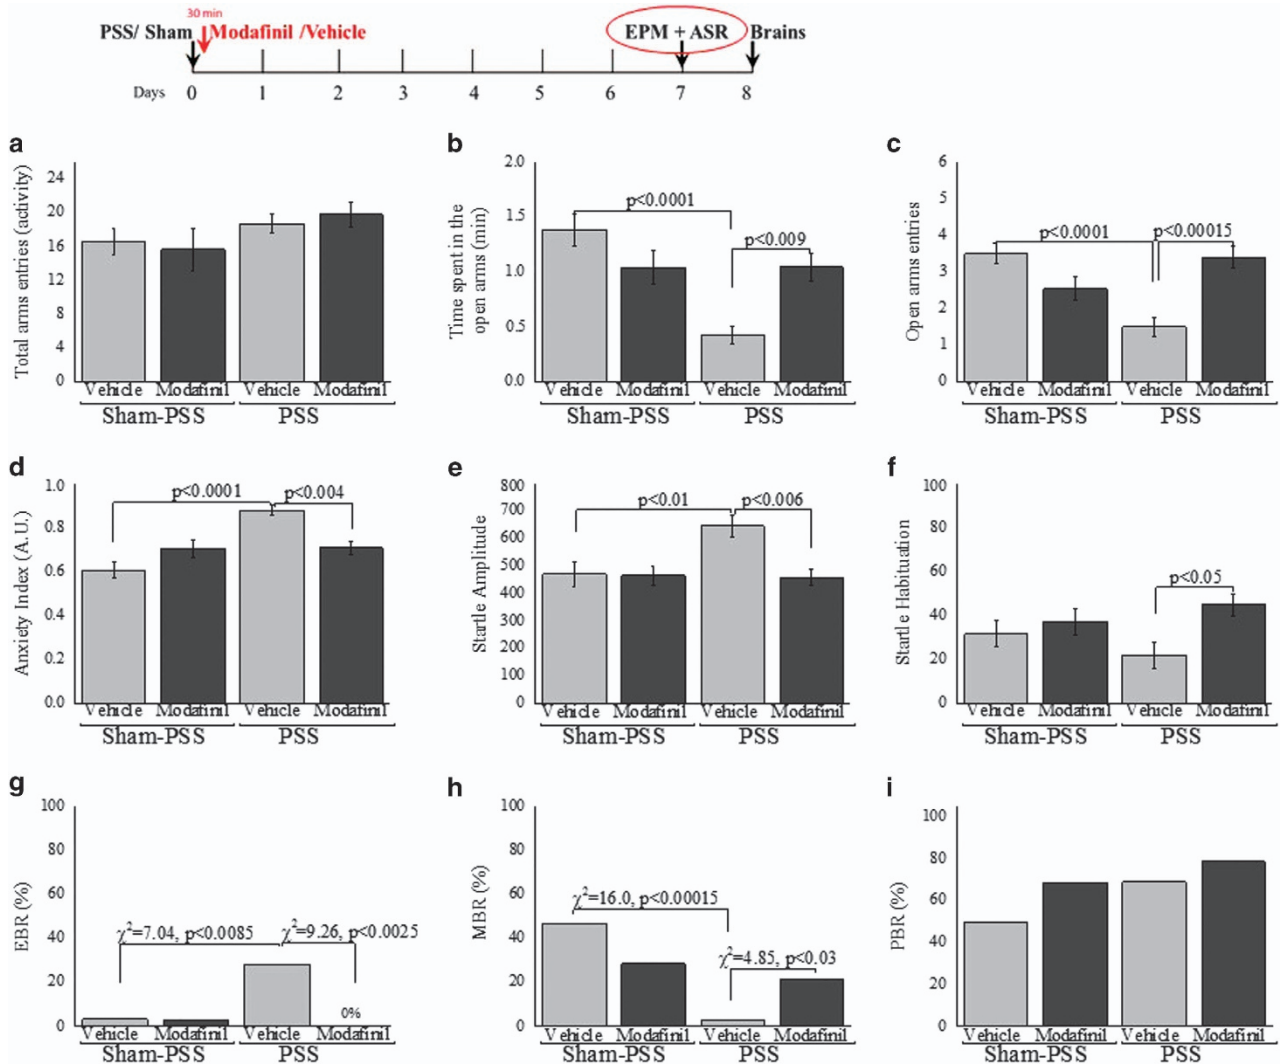 30 min
PSS/ Sham Modafinil /Vehicle EPM + ASR Brains
Days 0 1 2 3 4 5 6 7 8
a
Total arms entries (activity)
24
20
16
12
8
4
0
Vehicle Modafinil Vehicle Modafinil
Sham-PSS PSS
b
Time spent in the
open arms (min)
2.0
1.5
1.0
0.5
0.0
p<0.0001
p<0.009
Vehicle Modafinil Vehicle Modafinil
Sham-PSS PSS
c
Open arms entries
6
5
4
3
2
1
0
p<0.0001 p<0.00015
Vehicle Modafinil Vehicle Modafinil
Sham-PSS PSS
d
Anxiety Index (A.U.)
1.0
0.8
0.6
0.4
0.2
0.0
p<0.0001 p<0.004
Vehicle Modafinil Vehicle Modafinil
Sham-PSS PSS
e
Startle Amplitude
800
700
600
500
400
300
200
100
0
p<0.01 p<0.006
Vehicle Modafinil Vehicle Modafinil
Sham-PSS PSS
f
Startle Habituation
100
80
60
40
20
0
p<0.05
Vehicle Modafinil Vehicle Modafinil
Sham-PSS PSS
g
EBR (%)
100
80
60
40
20
0
χ²=7.04, p<0.0085 χ²=9.26, p<0.0025
0%
Vehicle Modafinil Vehicle Modafinil
Sham-PSS PSS
h
MBR (%)
100
80
60
40
20
0
χ²=16.0, p<0.00015
χ²=4.85, p<0.03
Vehicle Modafinil Vehicle Modafinil
Sham-PSS PSS
i
PBR (%)
100
80
60
40
20
0
Vehicle Modafinil Vehicle Modafinil
Sham-PSS PSS